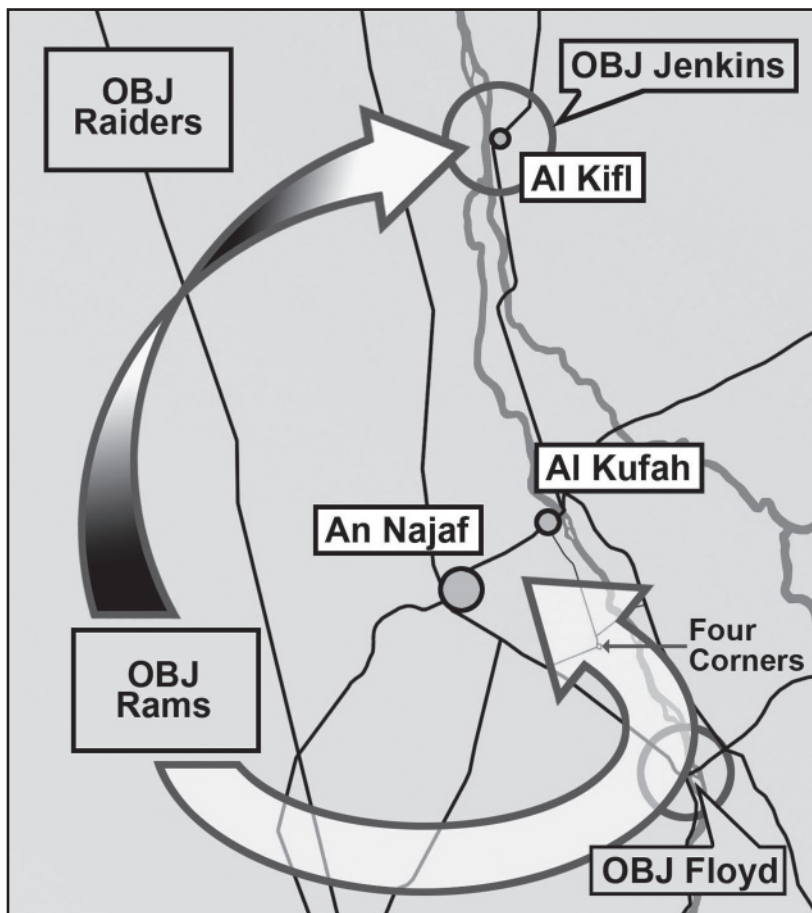 OBJ
Raiders
OBJ Jenkins
Al Kifl
Al Kufah
An Najaf
Four
Corners
OBJ
Rams
OBJ Floyd